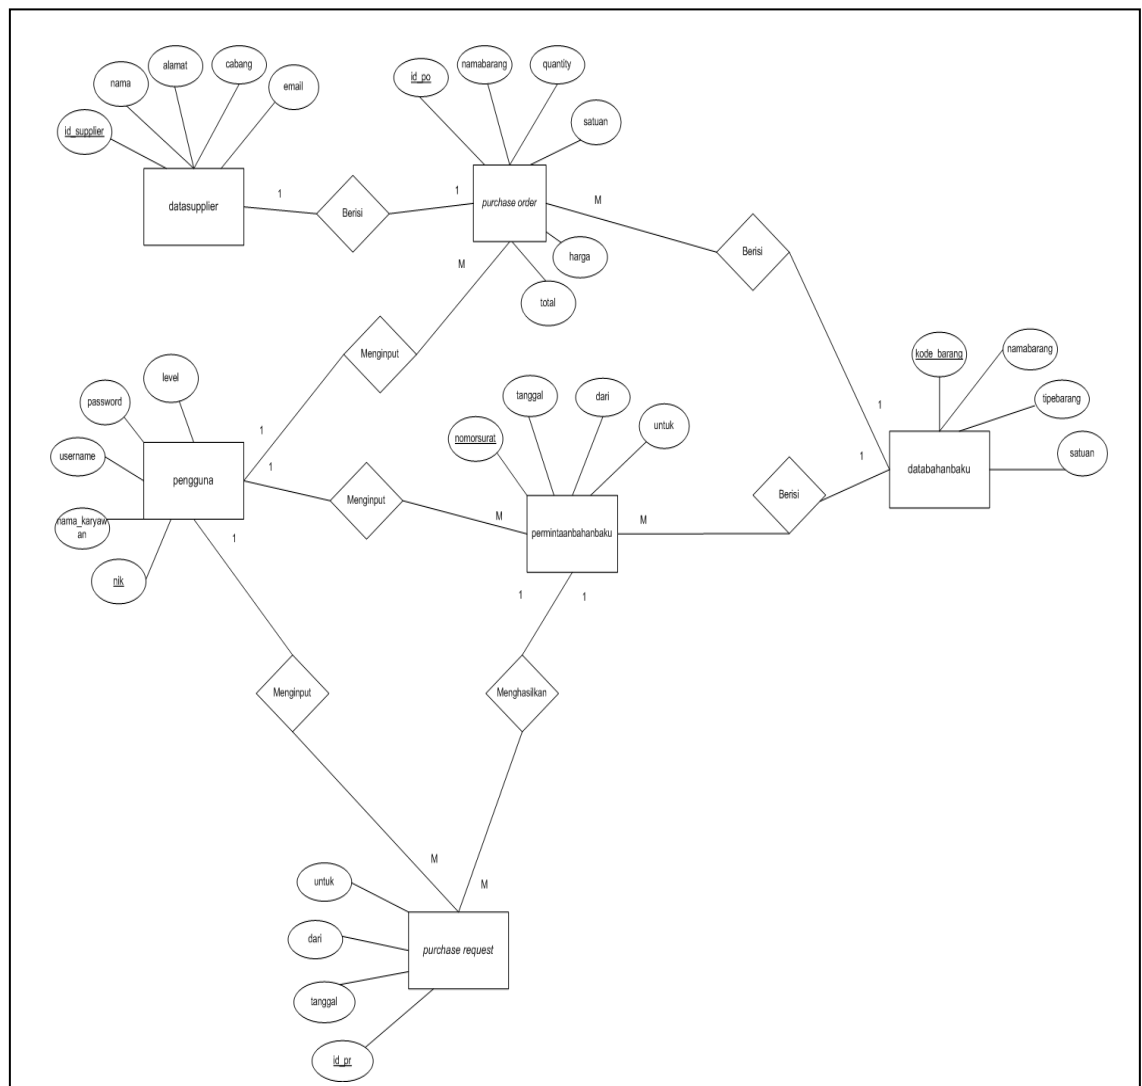 alamat
cabang
nama
email
id_supplier
datasupplier
1
Berisi
1
id_po
namabarang
quantity
satuan
purchase order
harga
total
M
Berisi
1
M
Menginput
1
level
password
username
nama_karyaw
an
nik
pengguna
1
Menginput
M
tanggal
dari
nomorsurat
untuk
permintaanbahanbaku
M
Berisi
1
kode_barang
namabarang
tipebarang
satuan
databahanbaku
1
Menginput
M
1
1
Menghasilkan
M
untuk
dari
tanggal
id_pr
purchase request